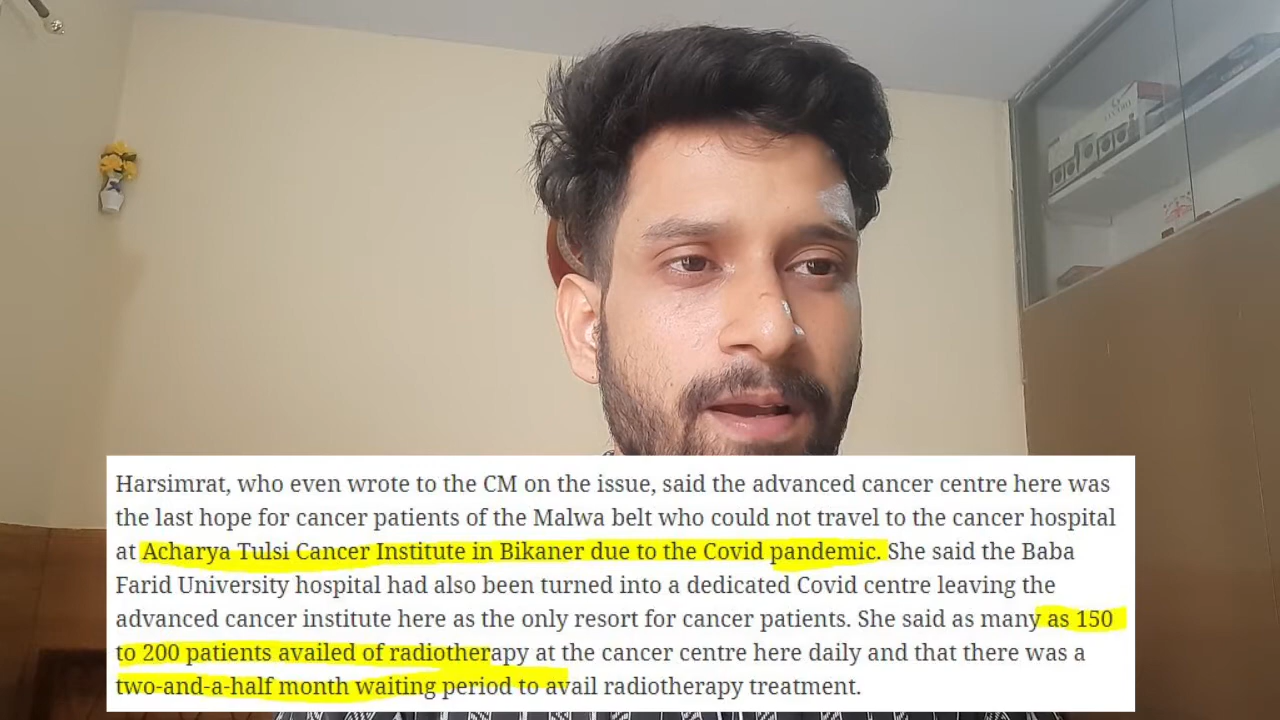 Harsimrat, who even wrote to the CM on the issue, said the advanced cancer centre here was
the last hope for cancer patients of the Malwa belt who could not travel to the cancer hospital
at Acharya Tulsi Cancer Institute in Bikaner due to the Covid pandemic. She said the Baba
Farid University hospital had also been turned into a dedicated Covid centre leaving the
advanced cancer institute here as the only resort for cancer patients. She said as many as 150
to 200 patients availed of radiotherapy at the cancer centre here daily and that there was a
two-and-a-half month waiting period to avail radiotherapy treatment.